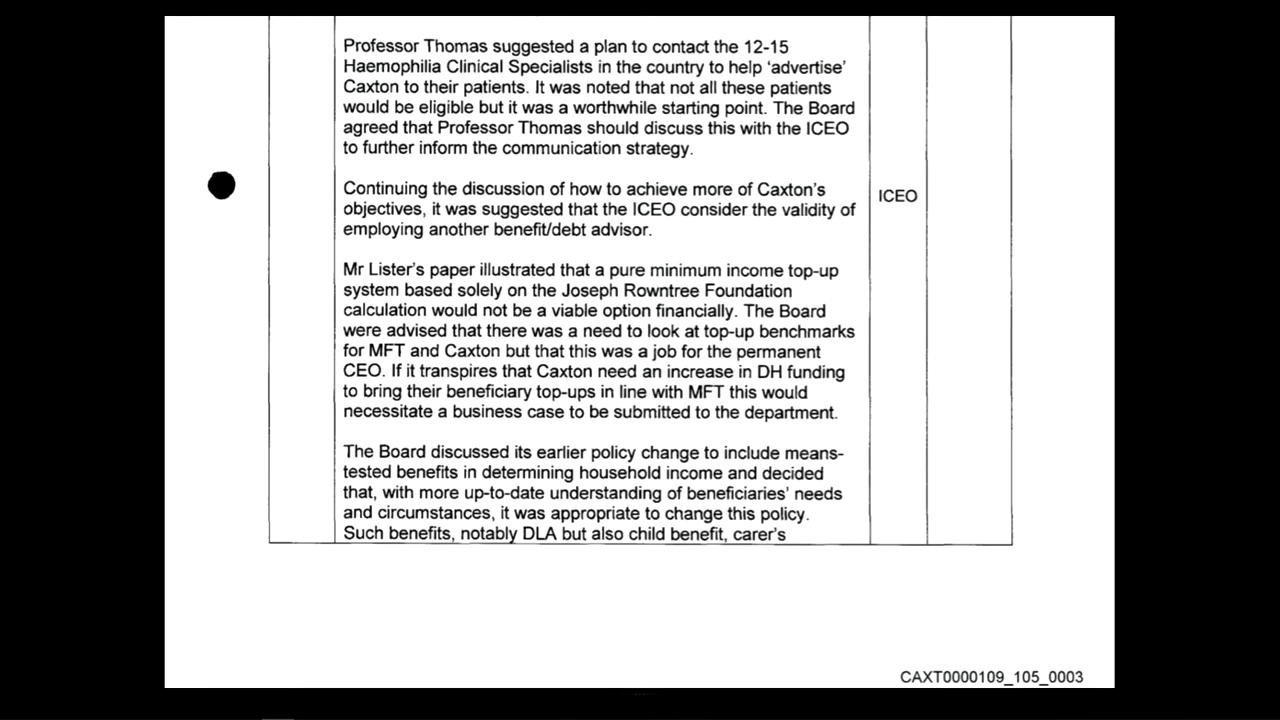 Professor Thomas suggested a plan to contact the 12-15
Haemophilia Clinical Specialists in the country to help ‘advertise’
Caxton to their patients. It was noted that not all these patients
would be eligible but it was a worthwhile starting point. The Board
agreed that Professor Thomas should discuss this with the ICEO
to further inform the communication strategy.
Continuing the discussion of how to achieve more of Caxton’s
objectives, it was suggested that the ICEO consider the validity of
employing another benefit/debt advisor.
ICEO
Mr Lister’s paper illustrated that a pure minimum income top-up
system based solely on the Joseph Rowntree Foundation
calculation would not be a viable option financially. The Board
were advised that there was a need to look at top-up benchmarks
for MFT and Caxton but that this was a job for the permanent
CEO. If it transpires that Caxton need an increase in DH funding
to bring their beneficiary top-ups in line with MFT this would
necessitate a business case to be submitted to the department.
The Board discussed its earlier policy change to include means-
tested benefits in determining household income and decided
that, with more up-to-date understanding of beneficiaries’ needs
and circumstances, it was appropriate to change this policy.
Such benefits, notably DLA but also child benefit, carer’s
CAXT0000109_105_0003